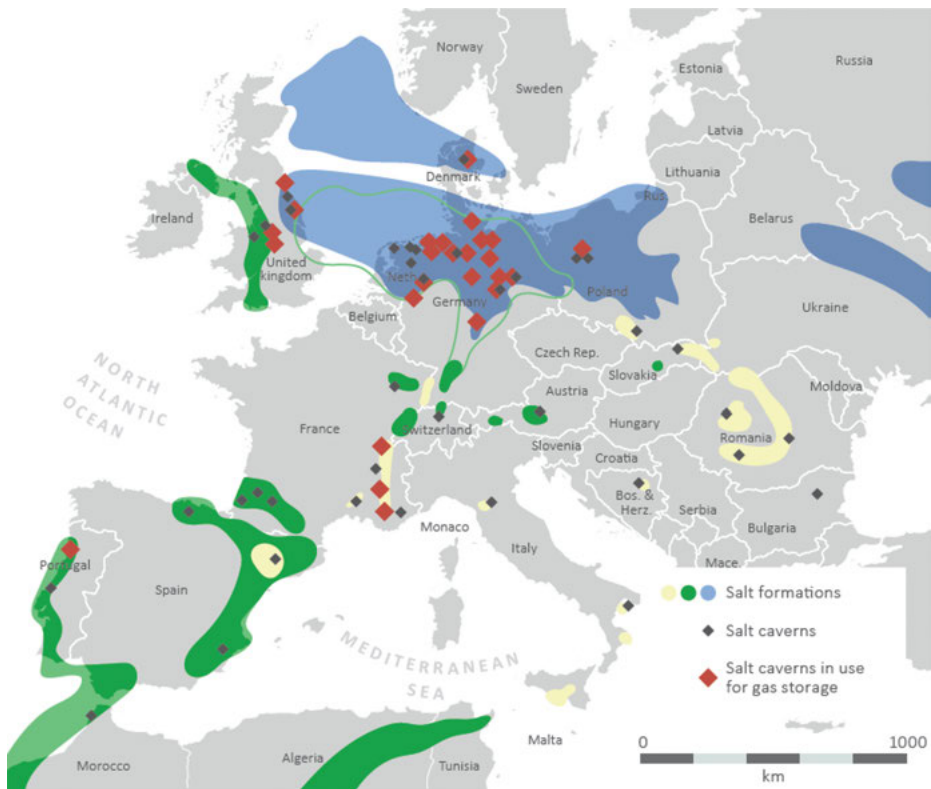 Norway
Sweden
Estonia
Russia
Latvia
Denmark
Lithuania
Rus.
Ireland
Belarus
United
kingdom
Neth.
Germany
Poland
Belgium
Ukraine
Czech Rep.
NORTH
ATLANTIC
OCEAN
Slovakia
Moldova
Austria
France
Switzerland
Hungary
Romania
Slovenia
Croatia
Bos. &
Herz.
Serbia
Monaco
Bulgaria
Italy
Portugal
Spain
Mace.
Salt formations
Salt caverns
MEDITERRANEAN
SEA
Salt caverns in use
for gas storage
Malta
0
1000
km
Morocco
Algeria
Tunisia